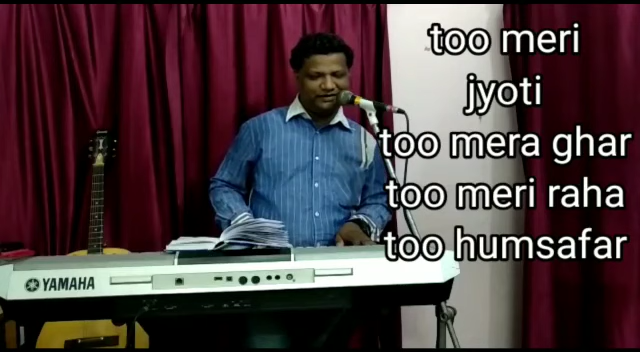 too meri
jyoti
too mera ghar
too meri raha
too humsafar
YAMAHA